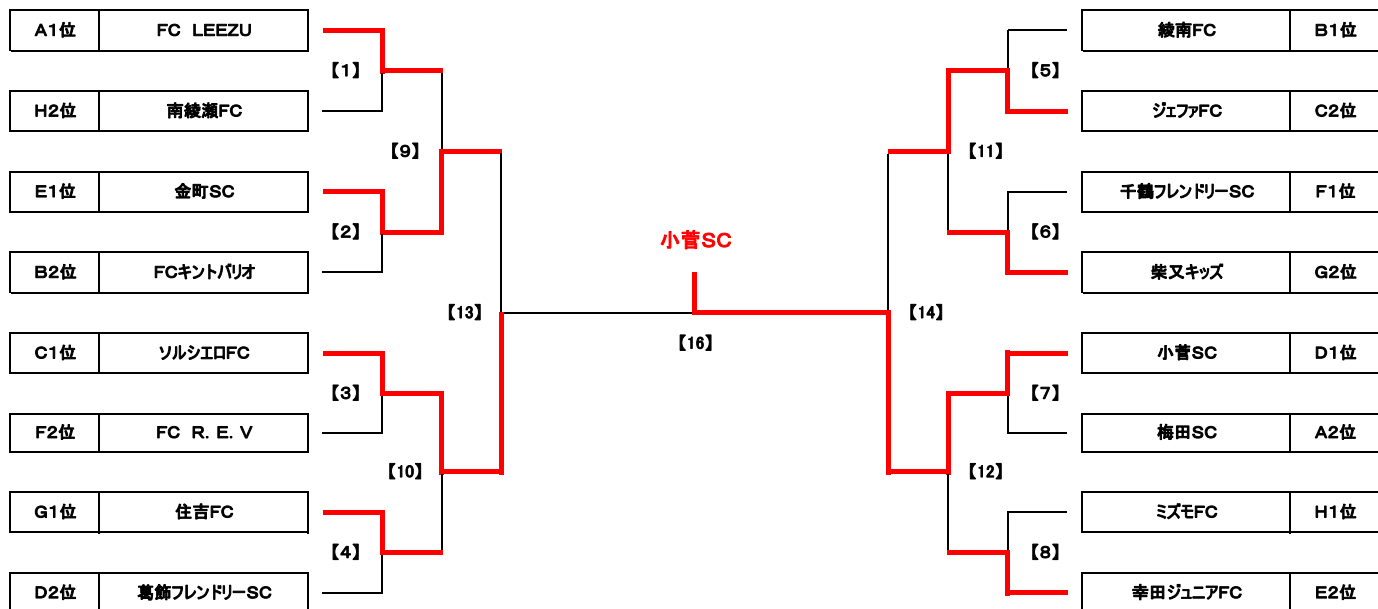 A1位 FC LEEZU
【1】
H2位 南綾瀬FC
【9】
E1位 金町SC
【2】
B2位 FCキントバリオ
【13】
C1位 ソルシエロFC
【3】
F2位 FC R.E.V
【10】
G1位 住吉FC
【4】
D2位 葛飾フレンドリーSC
小菅SC
【16】
綾南FC B1位
【5】
ジェファFC C2位
【11】
千鶴フレンドリーSC F1位
【6】
柴又キッズ G2位
【14】
小菅SC D1位
【7】
梅田SC A2位
【12】
ミズモFC H1位
【8】
幸田ジュニアFC E2位